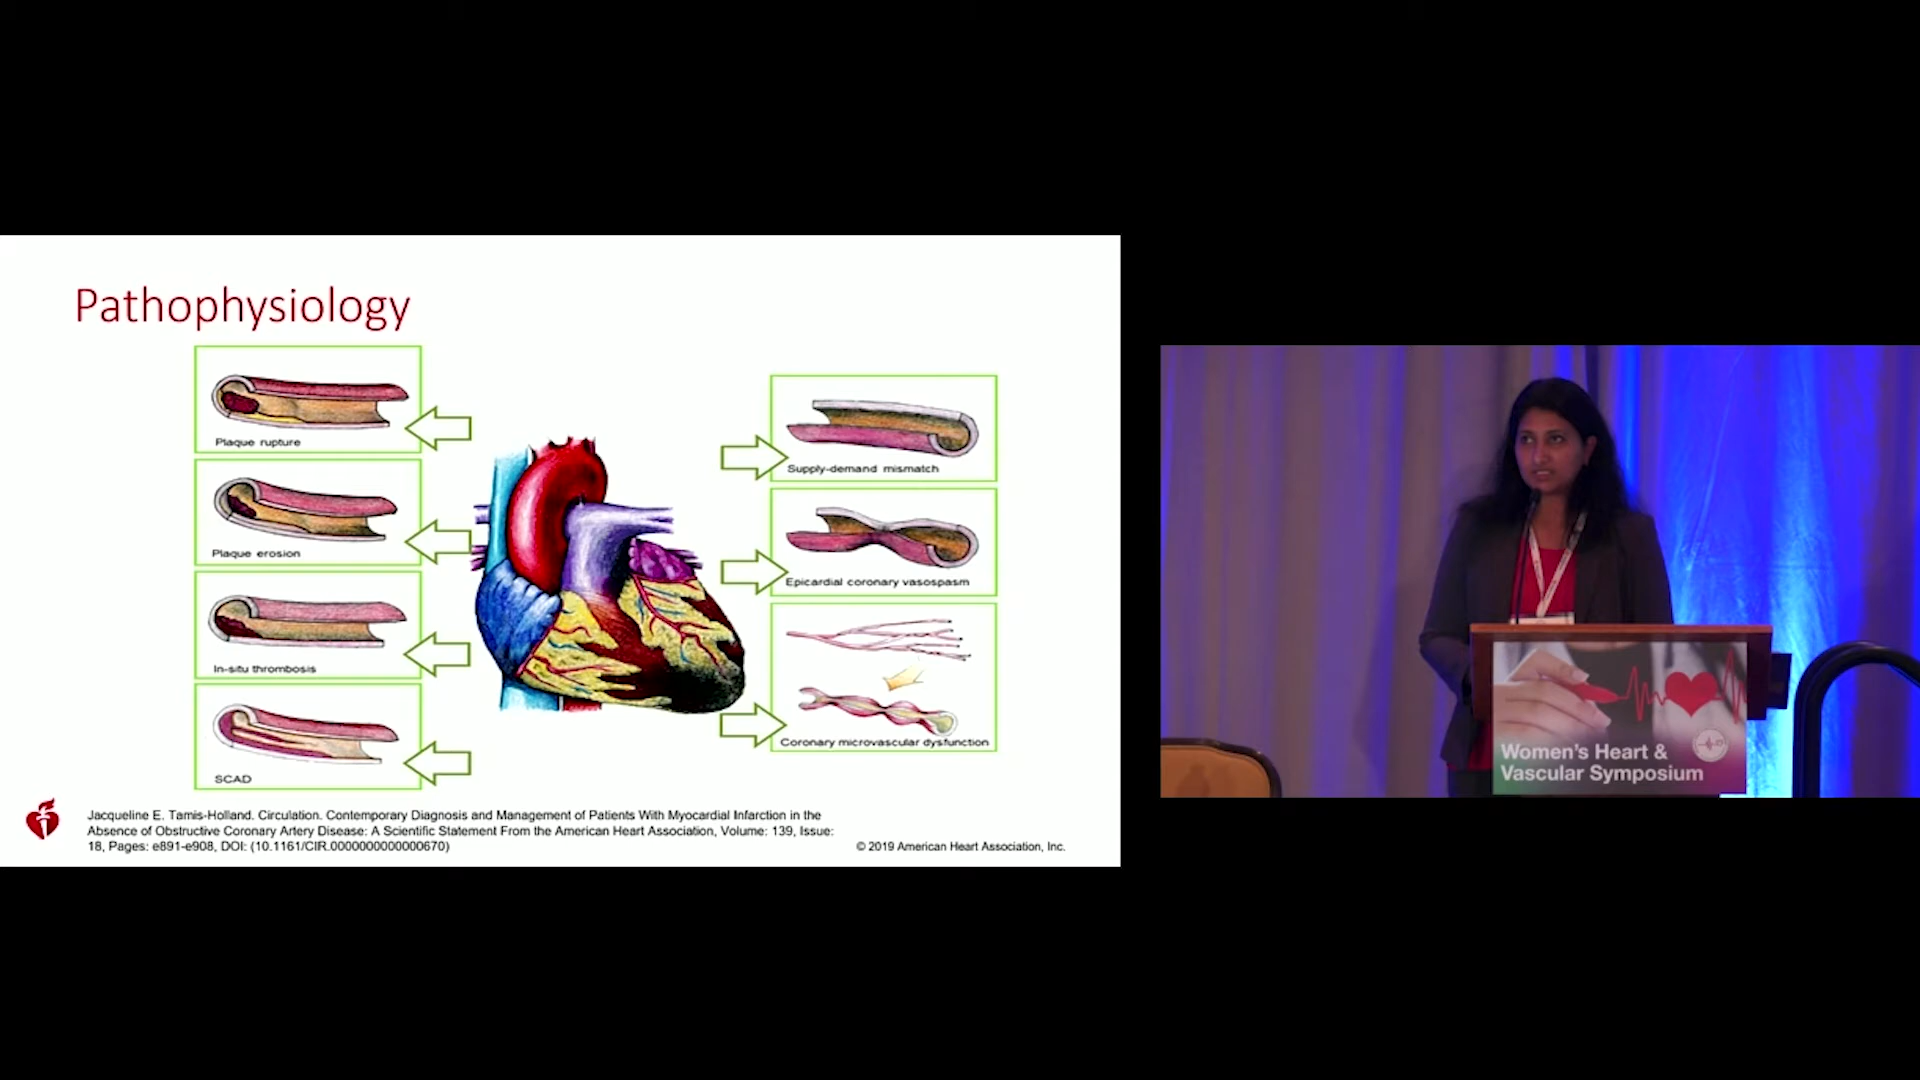 Pathophysiology
Plaque rupture
Plaque erosion
In-situ thrombosis
SCAD
Supply-demand mismatch
Epicardial coronary vasospasm
Coronary microvascular dysfunction
Jacqueline E. Tamis-Holland. Circulation. Contemporary Diagnosis and Management of Patients With Myocardial Infarction in the
Absence of Obstructive Coronary Artery Disease: A Scientific Statement From the American Heart Association, Volume: 139, Issue:
18, Pages: e891-e908, DOI: (10.1161/CIR.0000000000000670)
© 2019 American Heart Association, Inc.
Women's Heart &
Vascular Symposium